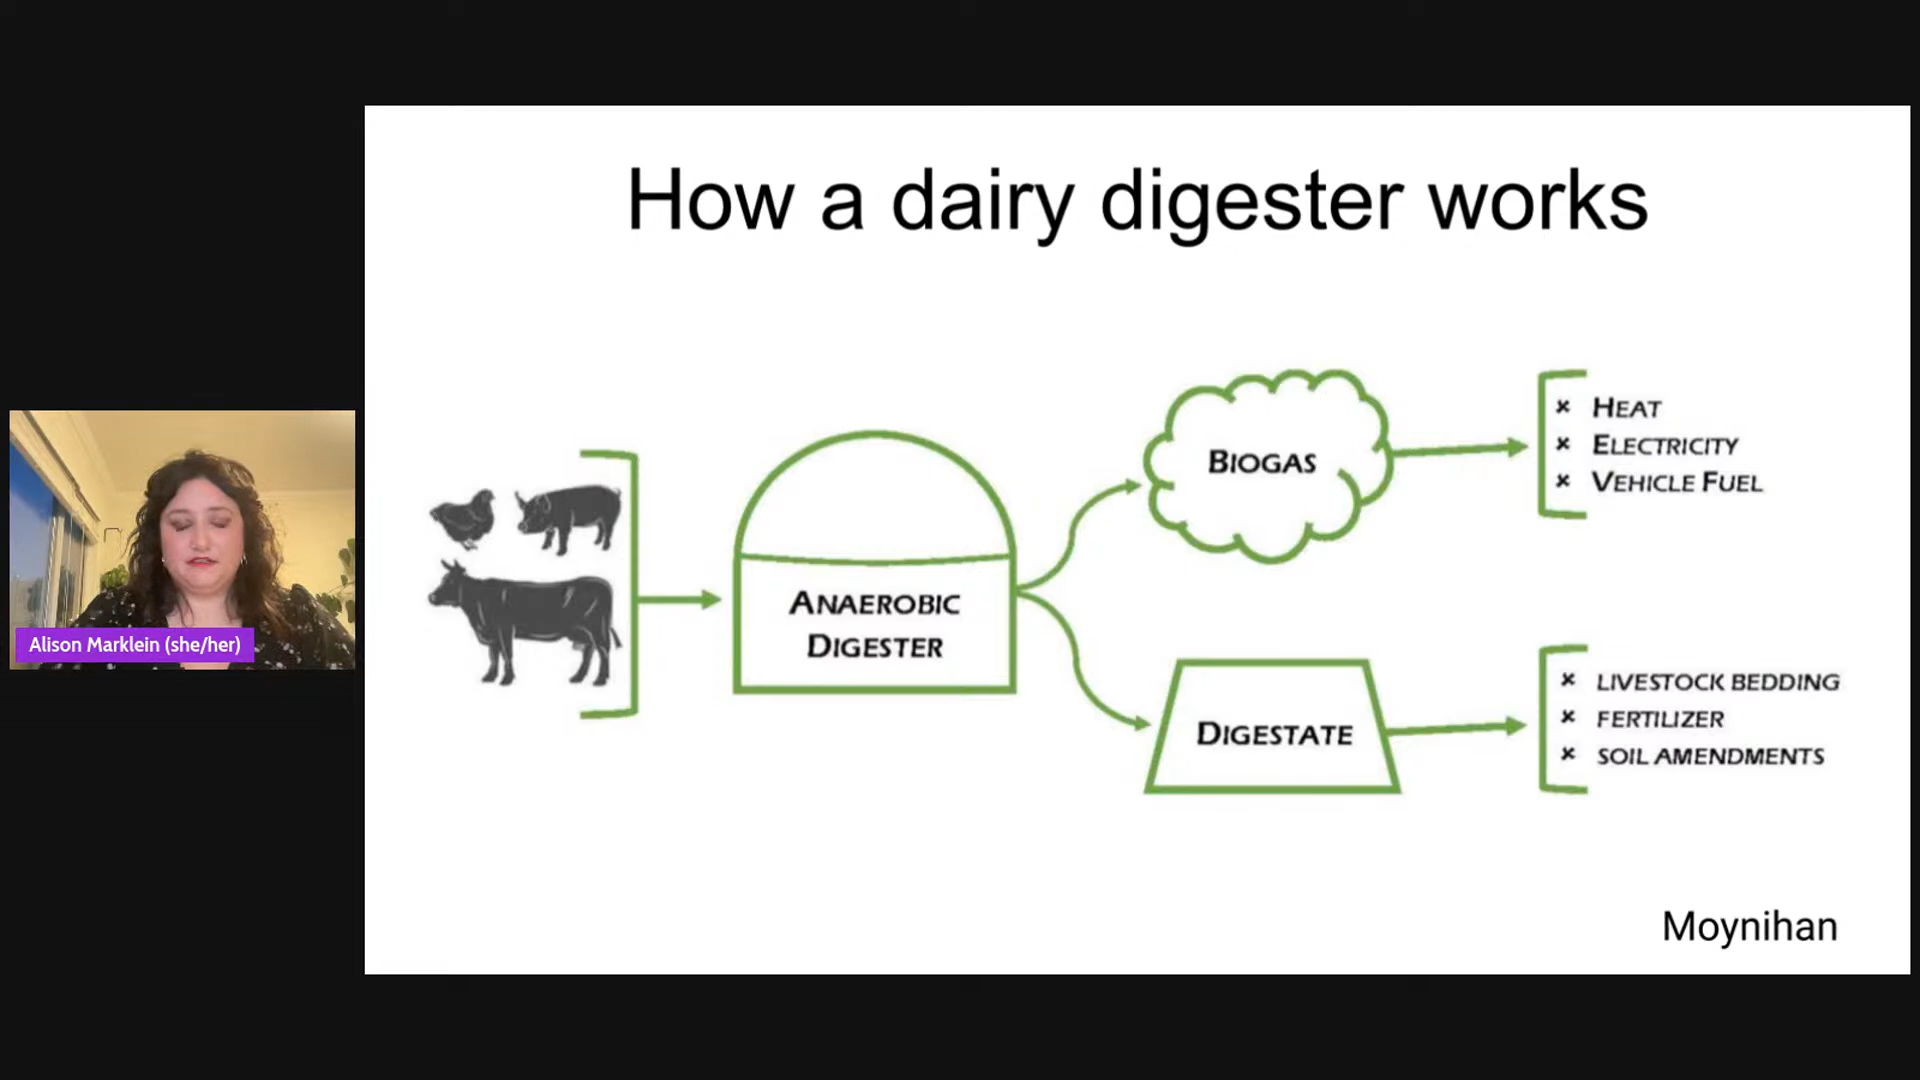 How a dairy digester works
Alison Marklein (she/her)
ANAEROBIC
DIGESTER
BIOGAS
× HEAT
× ELECTRICITY
× VEHICLE FUEL
DIGESTATE
× LIVESTOCK BEDDING
× FERTILIZER
× SOIL AMENDMENTS
Moynihan